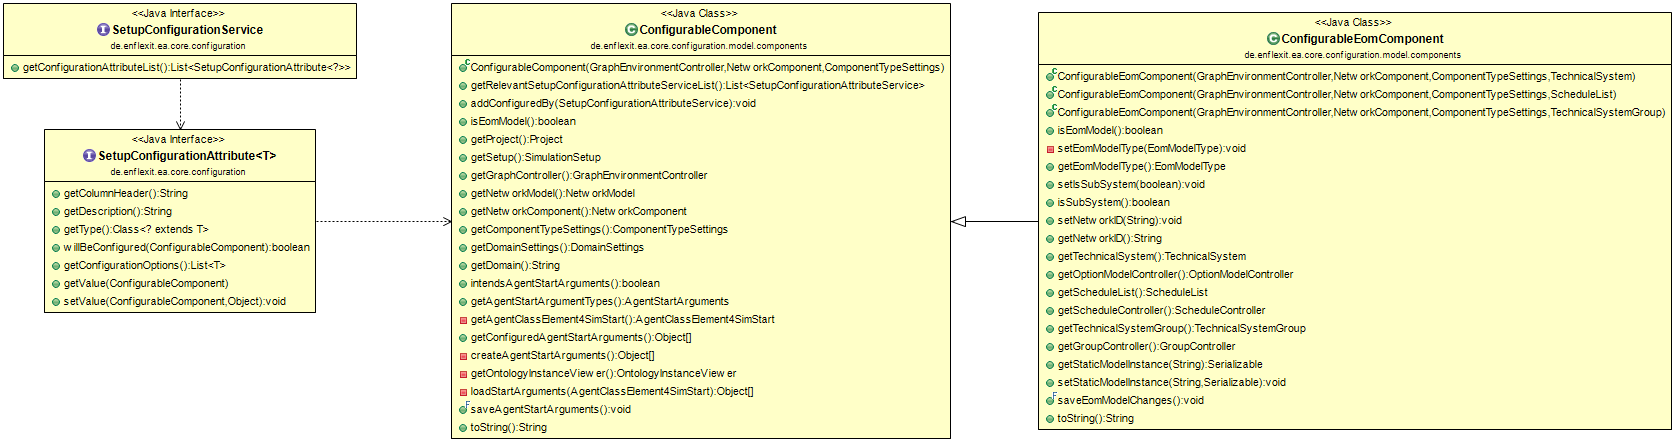 <<Java Interface>>
SetupConfigurationService
de.enflexit.ea.core.configuration
getConfigurationAttributeList():List<SetupConfigurationAttribute<?>>
<<Java Interface>>
SetupConfigurationAttribute<T>
de.enflexit.ea.core.configuration
getColumnHeader():String
getDescription():String
getType():Class<? extends T>
willBeConfigured(ConfigurableComponent):boolean
getConfigurationOptions():List<T>
getValue(ConfigurableComponent)
setValue(ConfigurableComponent,Object):void
<<Java Class>>
ConfigurableComponent
de.enflexit.ea.core.configuration.model.components
ConfigurableComponent(GraphEnvironmentController,NetworkComponent,ComponentTypeSettings)
getRelevantSetupConfigurationAttributeServiceList():List<SetupConfigurationAttributeService>
addConfiguredBy(SetupConfigurationAttributeService):void
isEomModel():boolean
getProject():Project
getSetup():SimulationSetup
getGraphController():GraphEnvironmentController
getNetworkModel():NetworkModel
getNetworkComponent():NetworkComponent
getComponentTypeSettings():ComponentTypeSettings
getDomainSettings():DomainSettings
getDomain():String
intendsAgentStartArguments():boolean
getAgentStartArgumentTypes():AgentStartArguments
getAgentClassElement4SimStart():AgentClassElement4SimStart
getConfiguredAgentStartArguments():Object[]
createAgentStartArguments():Object[]
getOntologyInstanceViewer():OntologyInstanceViewer
loadStartArguments(AgentClassElement4SimStart):Object[]
saveAgentStartArguments():void
toString():String
<<Java Class>>
ConfigurableEomComponent
de.enflexit.ea.core.configuration.model.components
ConfigurableEomComponent(GraphEnvironmentController,NetworkComponent,ComponentTypeSettings,TechnicalSystem)
ConfigurableEomComponent(GraphEnvironmentController,NetworkComponent,ComponentTypeSettings,ScheduleList)
ConfigurableEomComponent(GraphEnvironmentController,NetworkComponent,ComponentTypeSettings,TechnicalSystemGroup)
isEomModel():boolean
setEomModelType(EomModelType):void
getEomModelType():EomModelType
setIsSubSystem(boolean):void
isSubSystem():boolean
setNetworkID(String):void
getNetworkID():String
getTechnicalSystem():TechnicalSystem
getOptionModelController():OptionModelController
getScheduleList():ScheduleList
getScheduleController():ScheduleController
getTechnicalSystemGroup():TechnicalSystemGroup
getGroupController():GroupController
getStaticModelInstance(String):Serializable
setStaticModelInstance(String,Serializable):void
saveEomModelChanges():void
toString():String